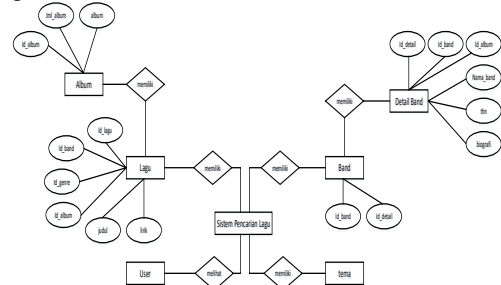 Jml_album
album
Id_album
Album
memiliki
Id_detail
Id_band
Id_album
Nama_band
memiliki
Detail Band
thn
biografi
Id_lagu
Id_band
Id_genre
Lagu
memiliki
memiliki
Band
Id_album
judul
lirik
Id_band
Id_detail
Sistem Pencarian Lagu
User
melihat
memiliki
tema